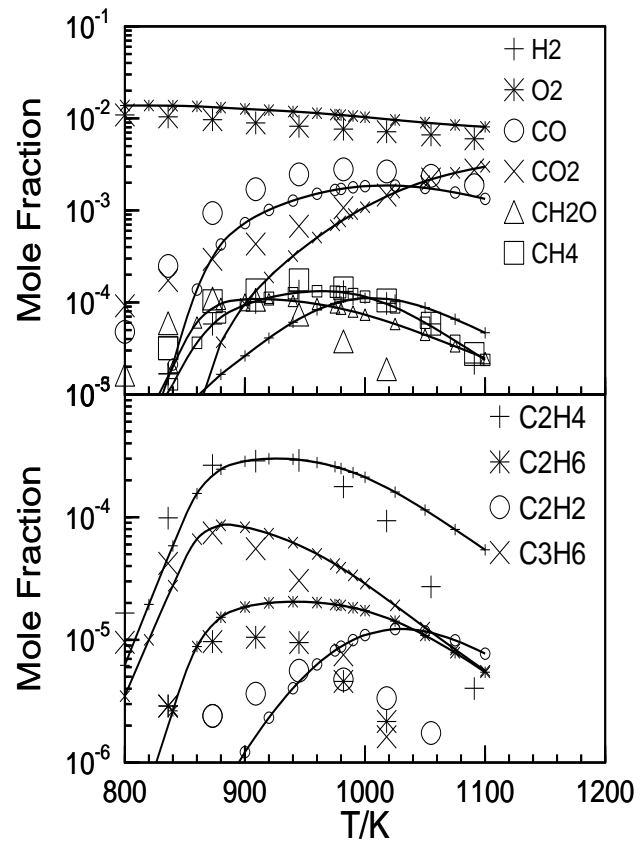 10-1
10-2
10-3
10-4
10-5
Mole Fraction
H2
O2
CO
CO2
CH2O
CH4
10-4
10-5
10-6
Mole Fraction
C2H4
C2H6
C2H2
C3H6
800 900 1000 1100 1200
T/K